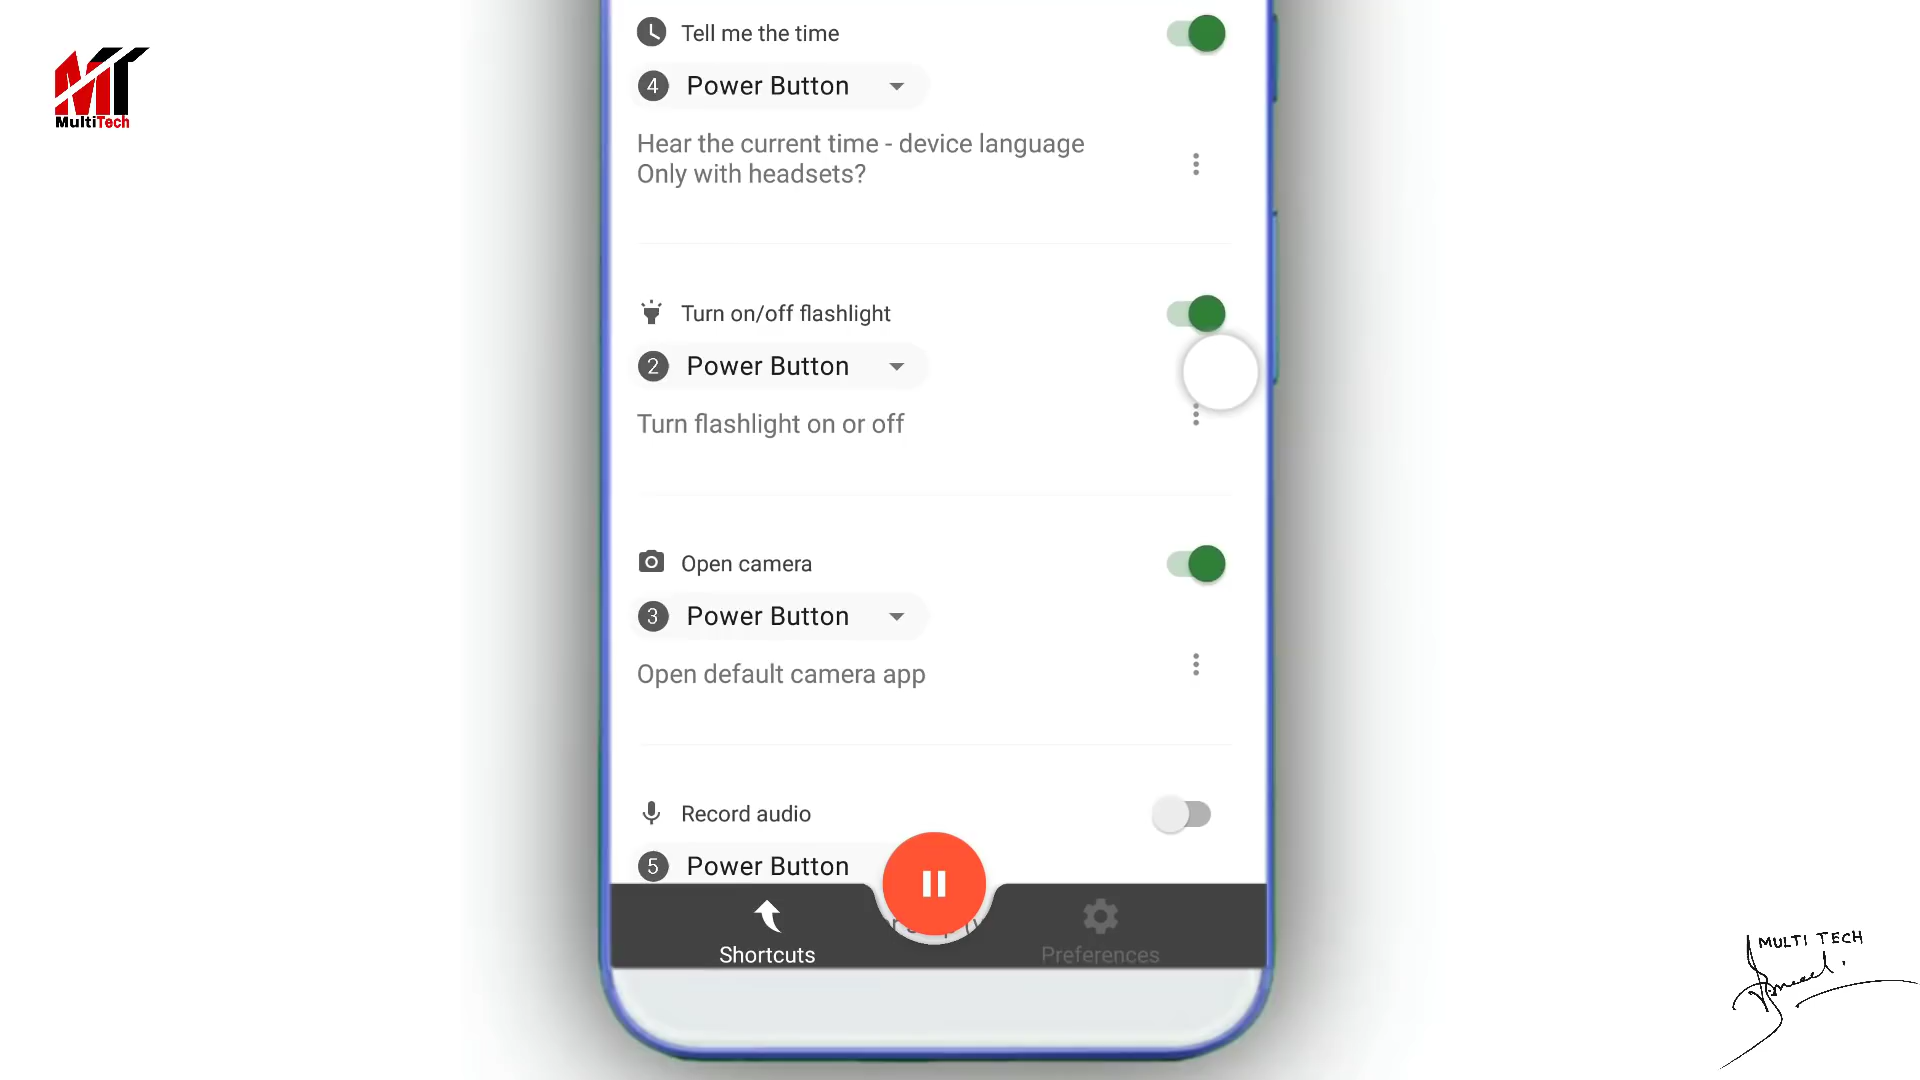 MultiTech
Tell me the time
4 Power Button
Hear the current time - device language
Only with headsets?
Turn on/off flashlight
2 Power Button
Turn flashlight on or off
Open camera
3 Power Button
Open default camera app
Record audio
5 Power Button
Shortcuts
Preferences
MULTI TECH